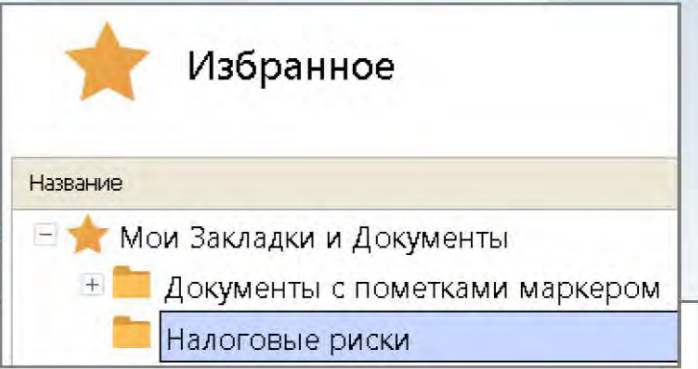 Избранное
Название
Мои Закладки и Документы
Документы с пометками маркером
Налоговые риски